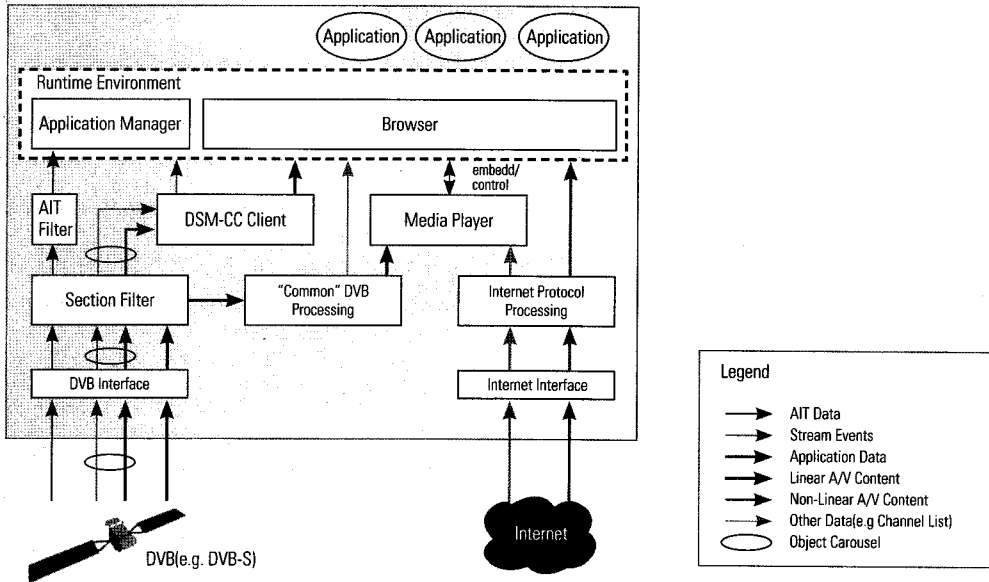 Application
Application
Application
Runtime Environment
Application Manager
Browser
embedd/
control
AIT
Filter
DSM-CC Client
Media Player
Section Filter
"Common" DVB
Processing
Internet Protocol
Processing
DVB Interface
Internet Interface
Internet
DVB(e.g. DVB-S)
Legend
AIT Data
Stream Events
Application Data
Linear A/V Content
Non-Linear A/V Content
Other Data(e.g Channel List)
Object Carousel